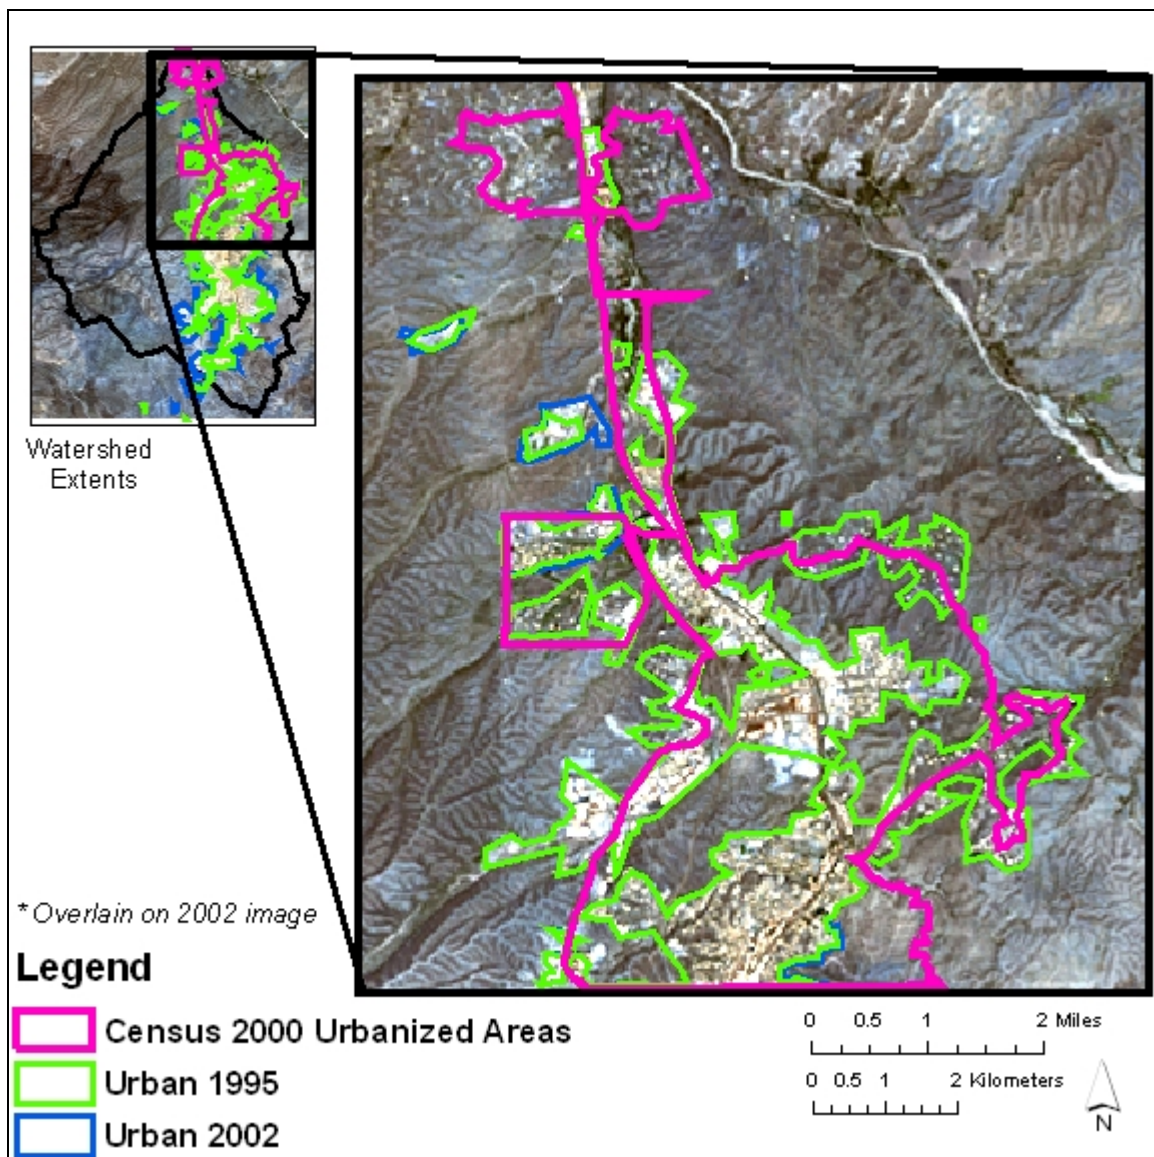 Watershed
Extents
* Overlain on 2002 image
Legend
Census 2000 Urbanized Areas
Urban 1995
Urban 2002
0 0.5 1 2 Miles
0 0.5 1 2 Kilometers
N